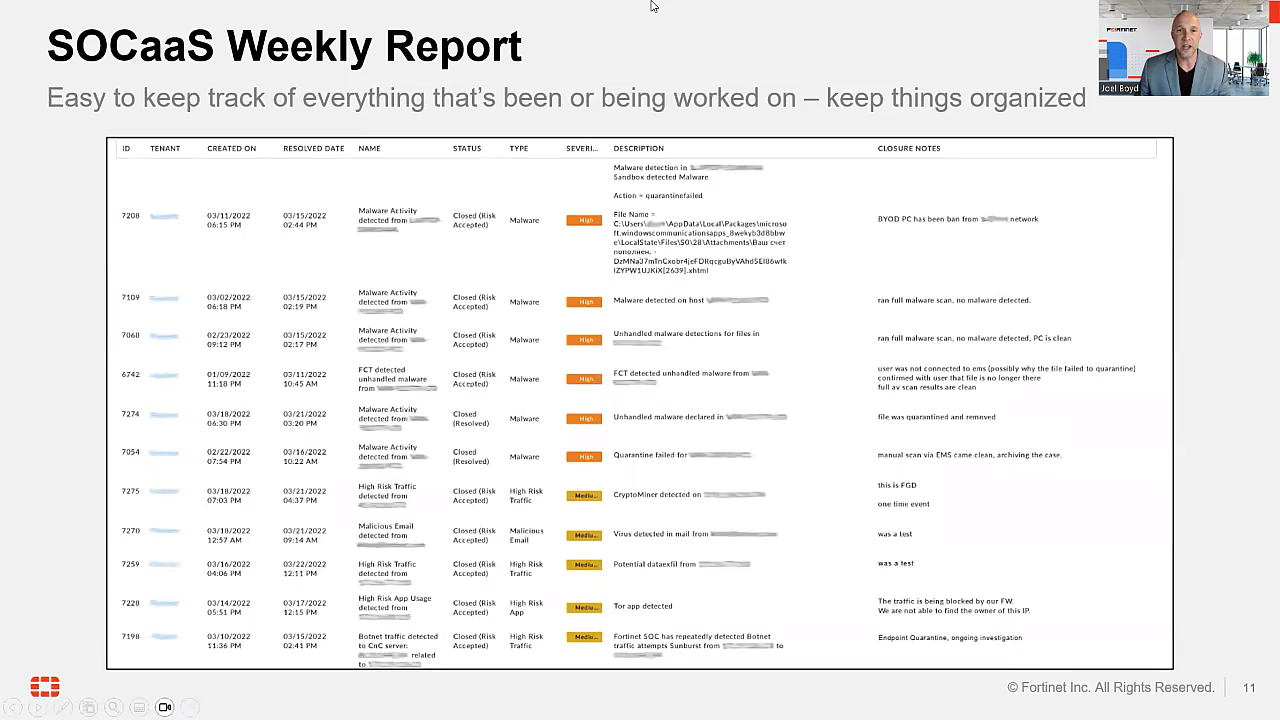 SOCaaS Weekly Report
Easy to keep track of everything that's been or being worked on – keep things organized
FORTINET
Joel Boyd
ID TENANT CREATED ON RESOLVED DATE NAME STATUS TYPE SEVERI... DESCRIPTION CLOSURE NOTES
7208
03/11/2022
06:15 PM
03/15/2022
02:44 PM
Malware Activity
detected from
Closed (Risk
Accepted)
Malware
High
Malware detection in
Sandbox detected Malware
Action = quarantinefailed
File Name =
C:\Users\ \AppData\Local\Packages\microso
ft.windowscommunicationsapps_8wekyb3d8bbw
e\LocalState\Files\S0\28\Attachments\Ваш счет
пополнен. -
BYOD PC has been ban from network
7109
03/02/2022
06:18 PM
03/15/2022
02:19 PM
Malware Activity
detected from
Closed (Risk
Accepted)
Malware
High
Malware detected on host
ran full malware scan, no malware detected.
7068
02/23/2022
09:12 PM
03/15/2022
02:17 PM
Malware Activity
detected from
Closed (Risk
Accepted)
Malware
High
Unhandled malware detections for files in
ran full malware scan, no malware detected, PC is clean
6742
01/09/2022
11:18 PM
03/11/2022
10:45 AM
FCT detected
unhandled malware
from
Closed (Risk
Accepted)
Malware
High
FCT detected unhandled malware from
user was not connected to ems (possibly why the file failed to quarantine)
confirmed with user that file is no longer there
full av scan results are clean
7274
03/18/2022
06:30 PM
03/21/2022
03:20 PM
Malware Activity
detected from
Closed
(Resolved)
Malware
High
Unhandled malware declared in
file was quarantined and removed
7054
02/22/2022
07:54 PM
03/16/2022
10:22 AM
Malware Activity
detected from
Closed
(Resolved)
Malware
High
Quarantine failed for
manual scan via EMS came clean, archiving the case.
7275
03/18/2022
07:03 PM
03/21/2022
04:37 PM
High Risk Traffic
detected from
Closed (Risk
Accepted)
High Risk
Traffic
Mediu...
CryptoMiner detected on
this is FGD
one time event
7270
03/18/2022
12:57 AM
03/21/2022
09:14 AM
Malicious Email
detected from
Closed (Risk
Accepted)
Malicious
Email
Mediu...
Virus detected in mail from
was a test
7259
03/16/2022
04:06 PM
03/22/2022
12:11 PM
High Risk Traffic
detected from
Closed (Risk
Accepted)
High Risk
Traffic
Mediu...
Potential dataexfil from
was a test
7228
03/14/2022
05:51 PM
03/17/2022
12:15 PM
High Risk App Usage
detected from
Closed (Risk
Accepted)
High Risk
App
Mediu...
Tor app detected
The traffic is being blocked by our FW.
We are not able to find the owner of this IP.
7198
03/10/2022
11:36 PM
03/15/2022
02:41 PM
Botnet traffic detected
to CnC server:
related
to
Closed (Risk
Accepted)
High Risk
Traffic
Mediu...
Fortinet SOC has repeatedly detected Botnet
traffic attempts Sunburst from to
Endpoint Quarantine, ongoing investigation
© Fortinet Inc. All Rights Reserved. 11